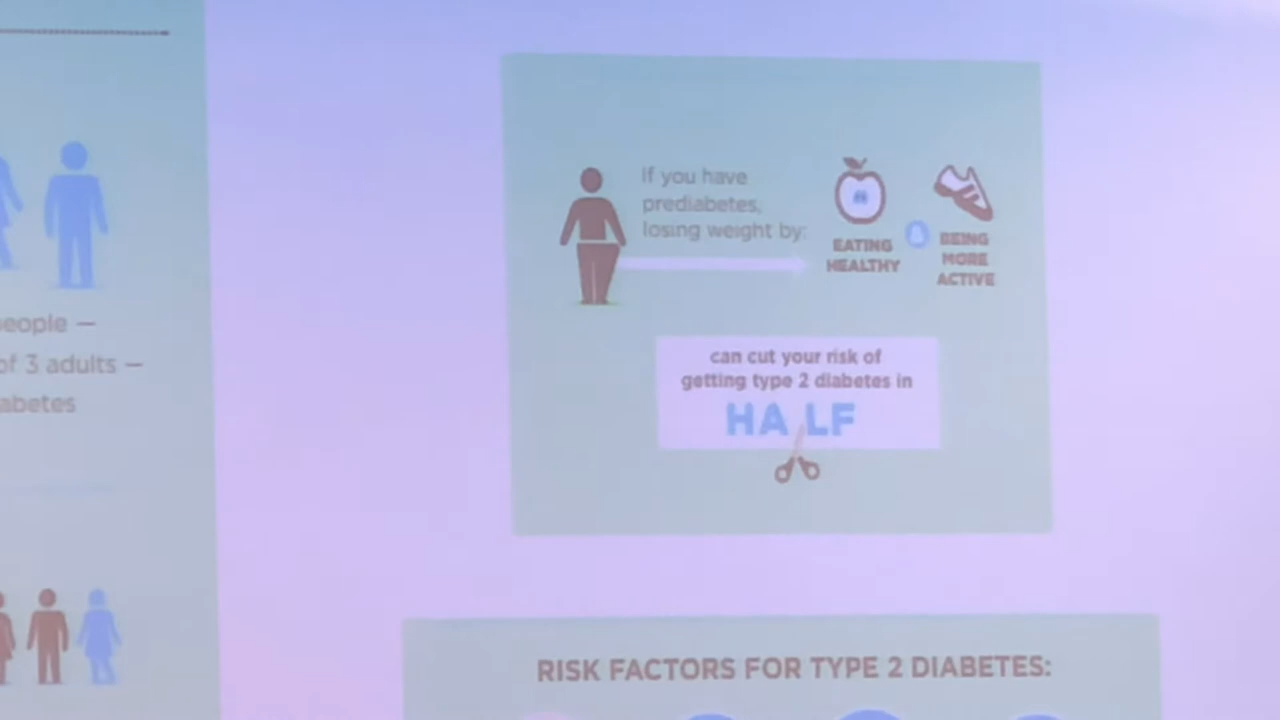 people —
of 3 adults —
abetes
If you have
prediabetes,
losing weight by:
EATING
HEALTHY
&
BEING
MORE
ACTIVE
can cut your risk of
getting type 2 diabetes in
HALF
RISK FACTORS FOR TYPE 2 DIABETES: